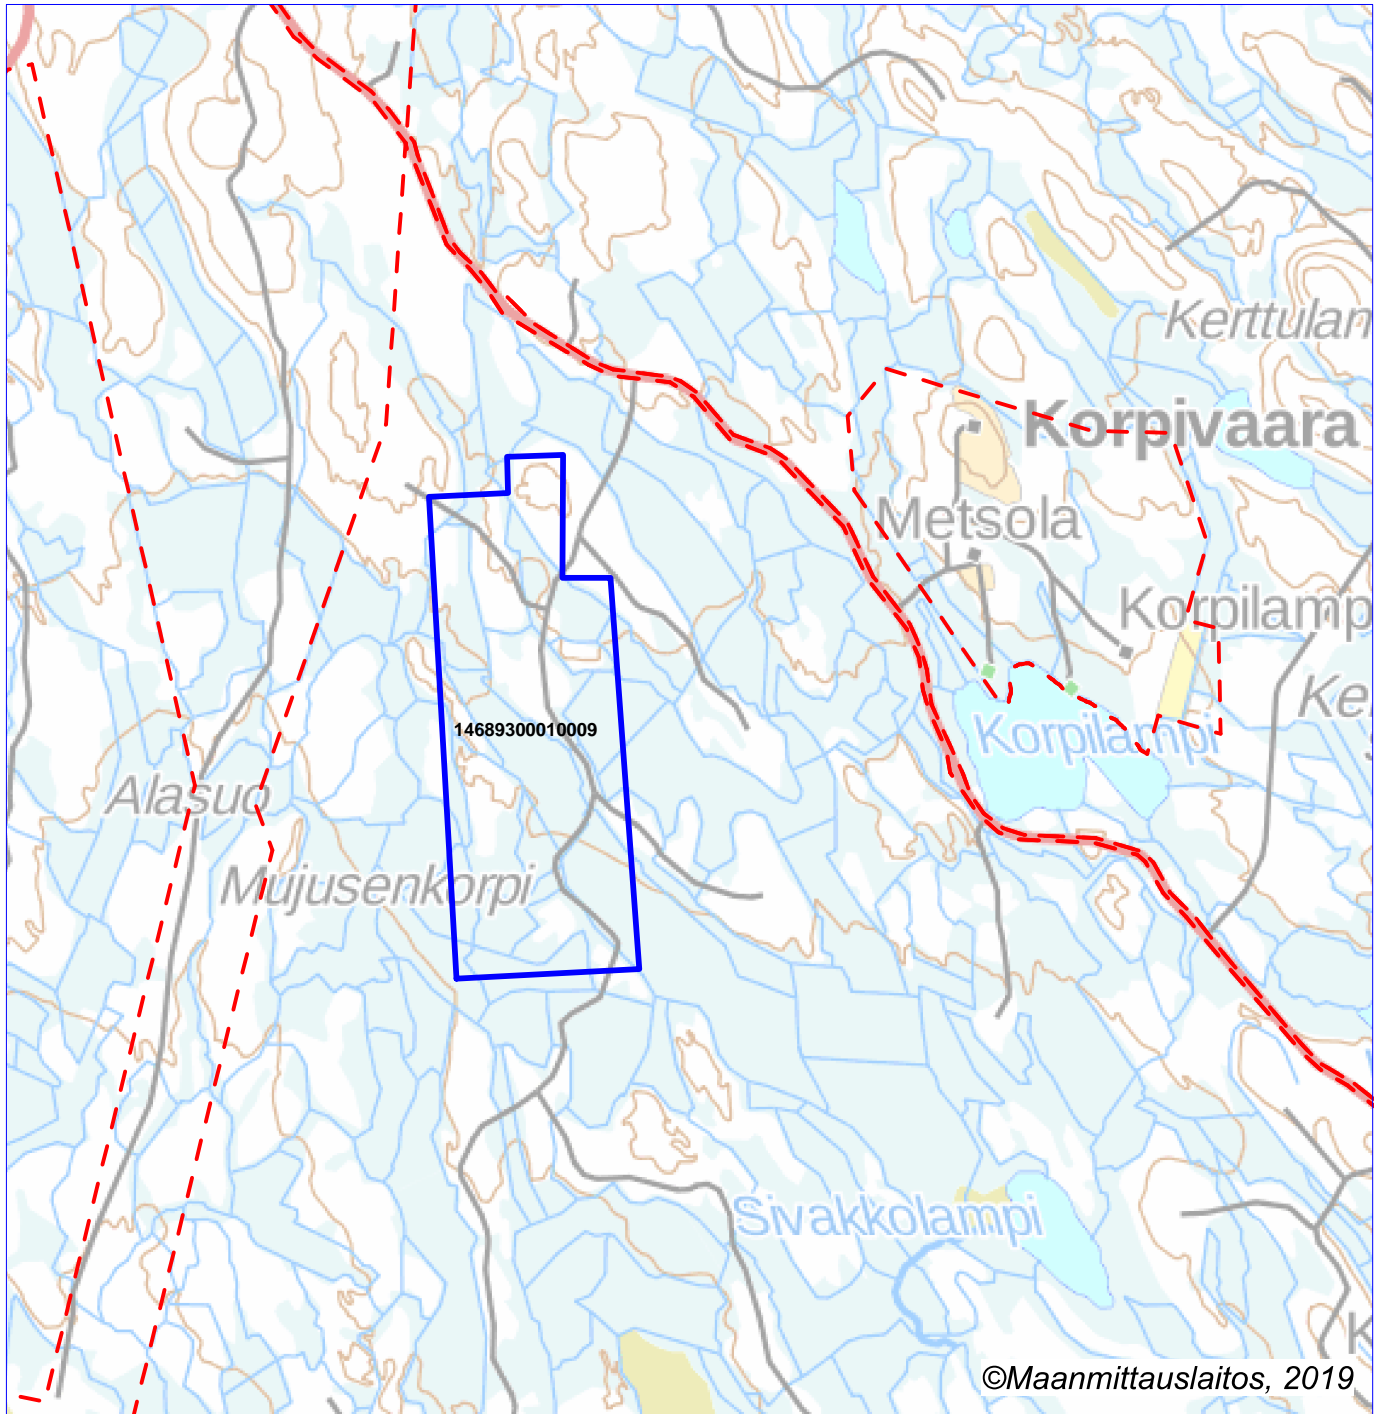 Kerttulan
Korpivaara
Metsola
Korpilamp
Ke
Korpilampi
14689300010009
Alasuo
Mujusenkorpi
Sivakkolampi
K
©Maanmittauslaitos, 2019